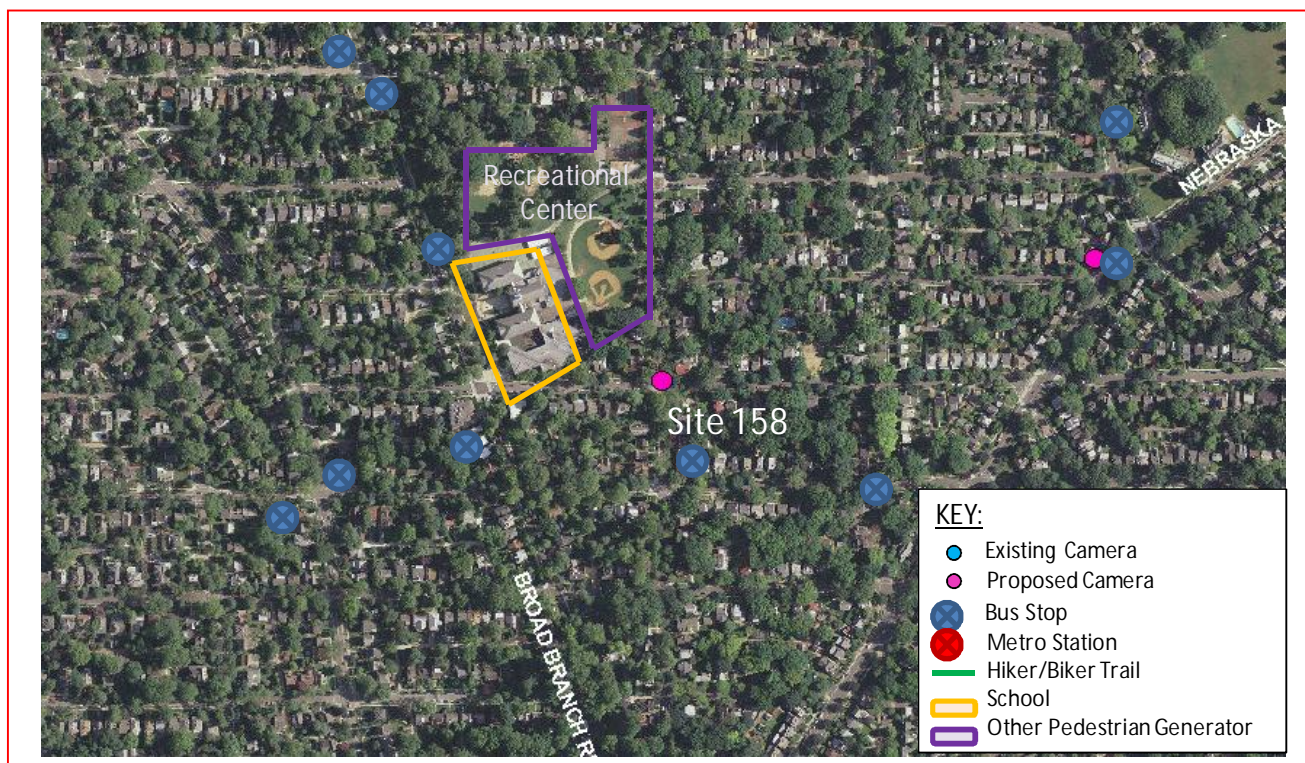 Recreational
Center
NEBRASKA
Site 158
BROAD BRANCH R
KEY:
Existing Camera
Proposed Camera
Bus Stop
Metro Station
Hiker/Biker Trail
School
Other Pedestrian Generator